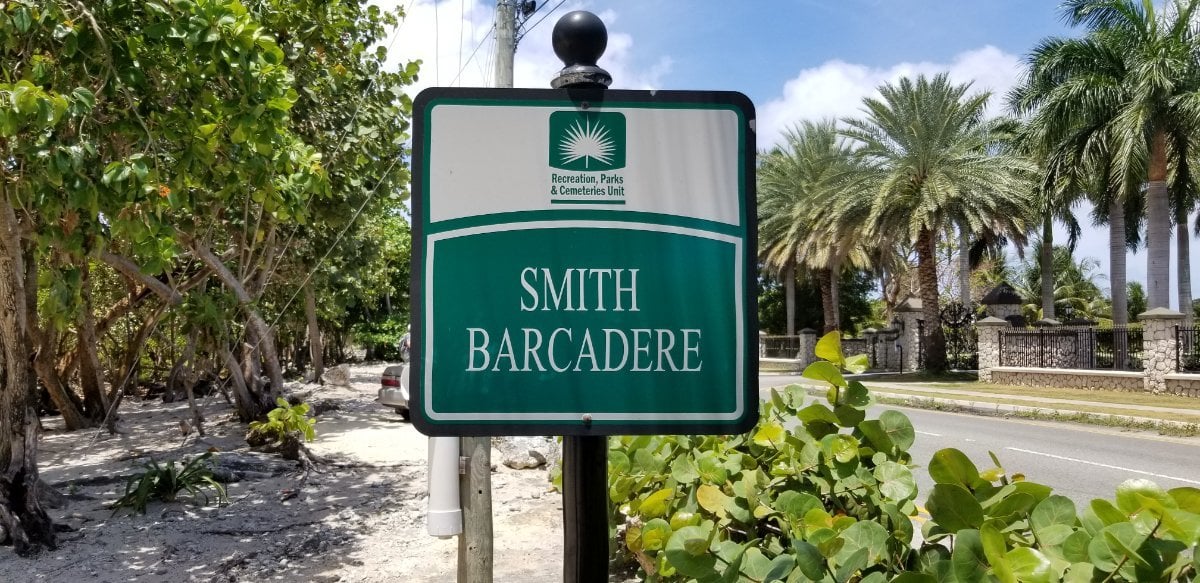 Recreation, Parks
& Cemeteries Unit
SMITH
BARCADERE